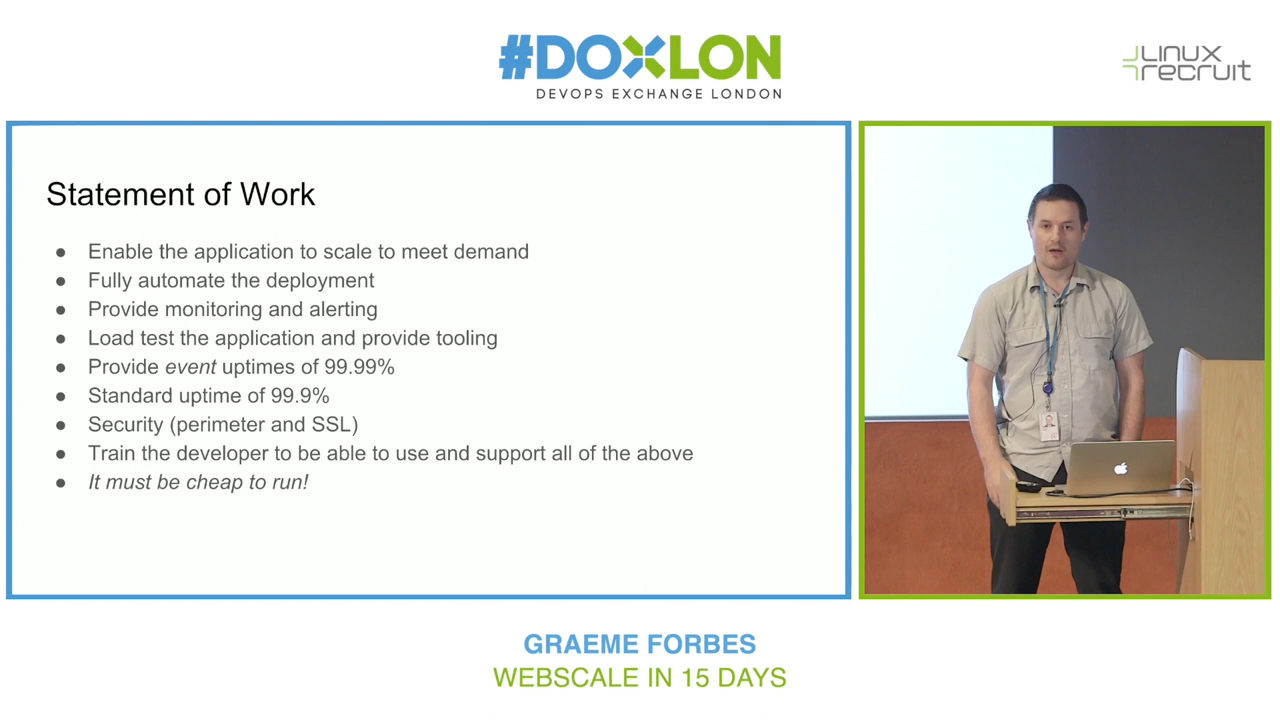 #DOXLON
DEVOPS EXCHANGE LONDON
Linux
recruit
Statement of Work
● Enable the application to scale to meet demand
● Fully automate the deployment
● Provide monitoring and alerting
● Load test the application and provide tooling
● Provide event uptimes of 99.99%
● Standard uptime of 99.9%
● Security (perimeter and SSL)
● Train the developer to be able to use and support all of the above
● It must be cheap to run!
GRAEME FORBES
WEBSCALE IN 15 DAYS